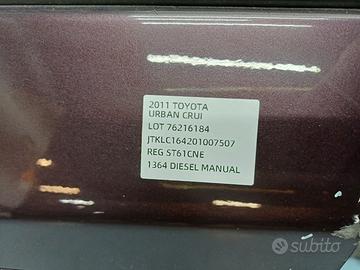 2011 TOYOTA
URBAN CRUI
LOT 76216184
JTKLC164201007507
REG ST61CNE
1364 DIESEL MANUAL
subito